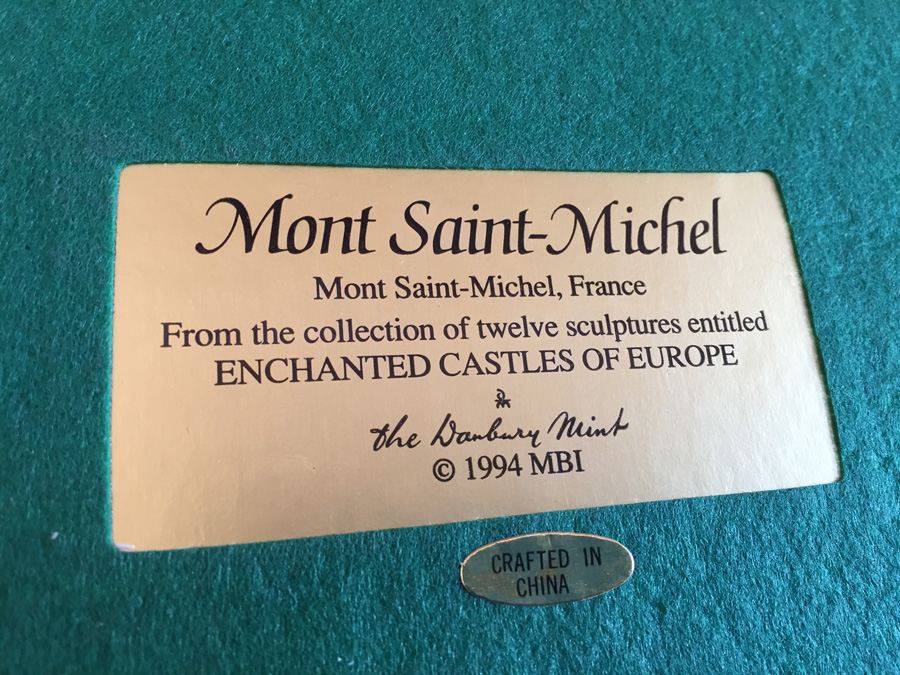 Mont Saint-Michel
Mont Saint-Michel, France
From the collection of twelve sculptures entitled
ENCHANTED CASTLES OF EUROPE
the Danbury Mint
© 1994 MBI
CRAFTED IN
CHINA